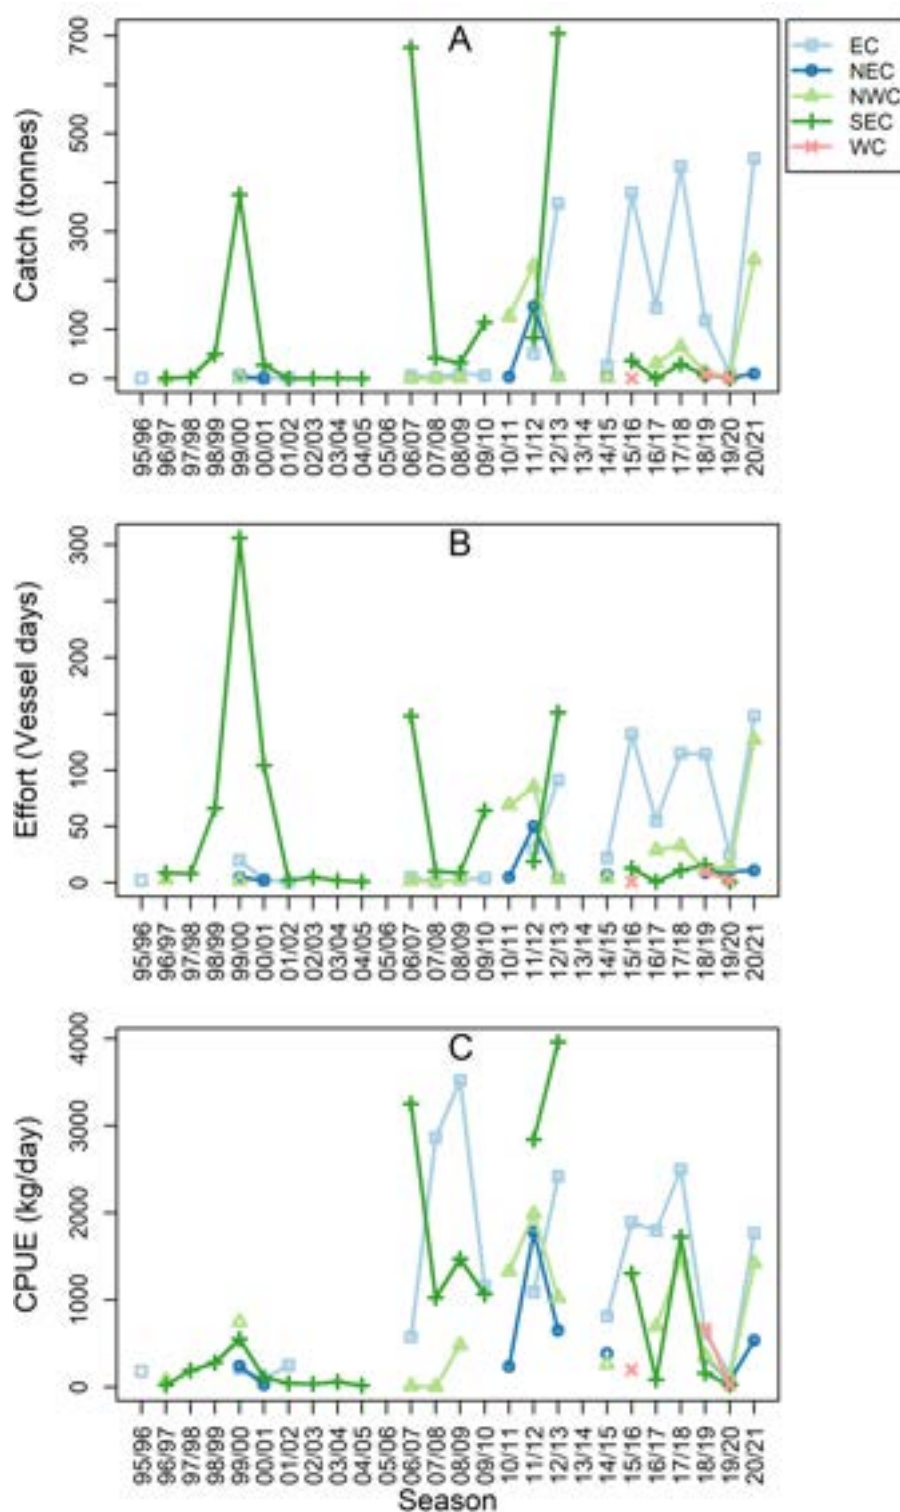 A
EC
NEC
NWC
SEC
WC
Catch (tonnes)
700
500
300
100
0
95/96 96/97 97/98 98/99 99/00 00/01 01/02 02/03 03/04 04/05 05/06 06/07 07/08 08/09 09/10 10/11 11/12 12/13 13/14 14/15 15/16 16/17 17/18 18/19 19/20 20/21
B
Effort (Vessel days)
300
200
100
50
0
95/96 96/97 97/98 98/99 99/00 00/01 01/02 02/03 03/04 04/05 05/06 06/07 07/08 08/09 09/10 10/11 11/12 12/13 13/14 14/15 15/16 16/17 17/18 18/19 19/20 20/21
C
CPUE (kg/day)
4000
3000
2000
1000
0
95/96 96/97 97/98 98/99 99/00 00/01 01/02 02/03 03/04 04/05 05/06 06/07 07/08 08/09 09/10 10/11 11/12 12/13 13/14 14/15 15/16 16/17 17/18 18/19 19/20 20/21
Season